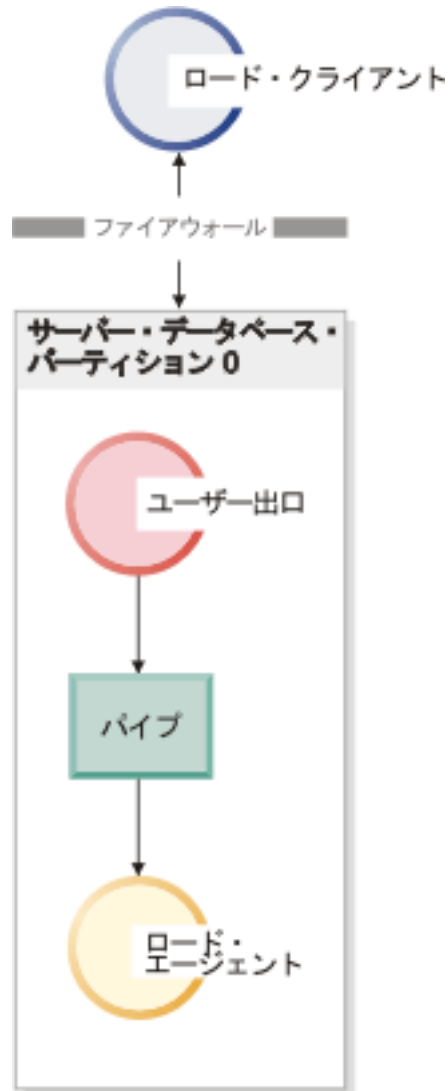 ロード・クライアント
ファイアウォール
サーバー・データベース・
パーティション 0
ユーザー出口
パイプ
ロード・
エージェント